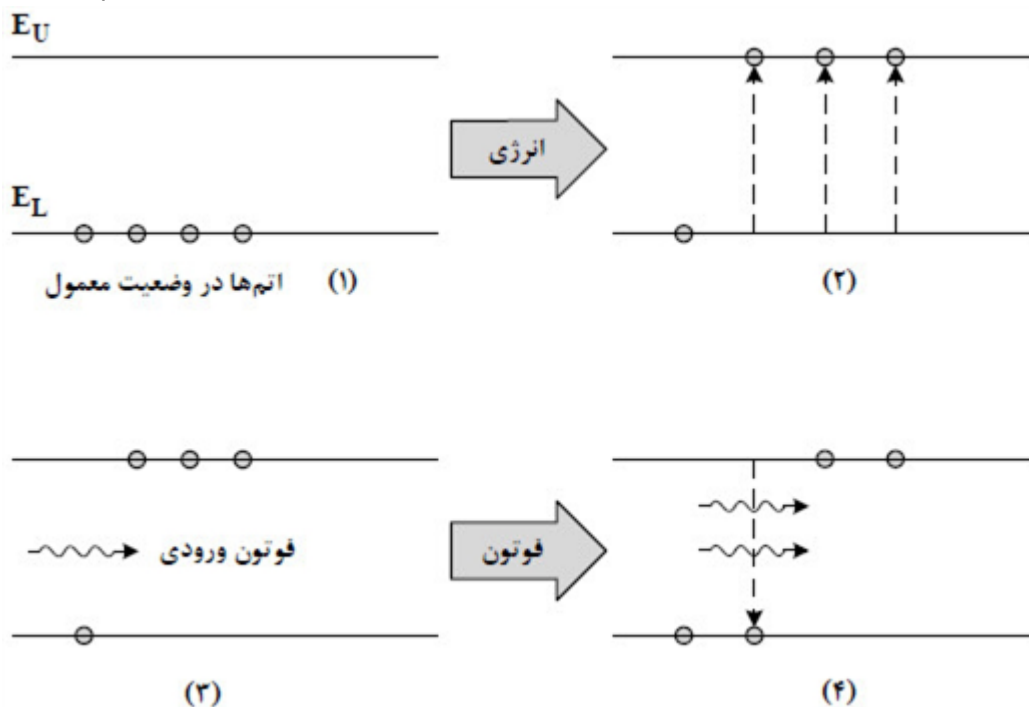 E_U
انرژی
E_L
اتم‌ها در وضعیت معمول (۱)
(۲)
فوتون ورودی
فوتون
(۳)
(۴)